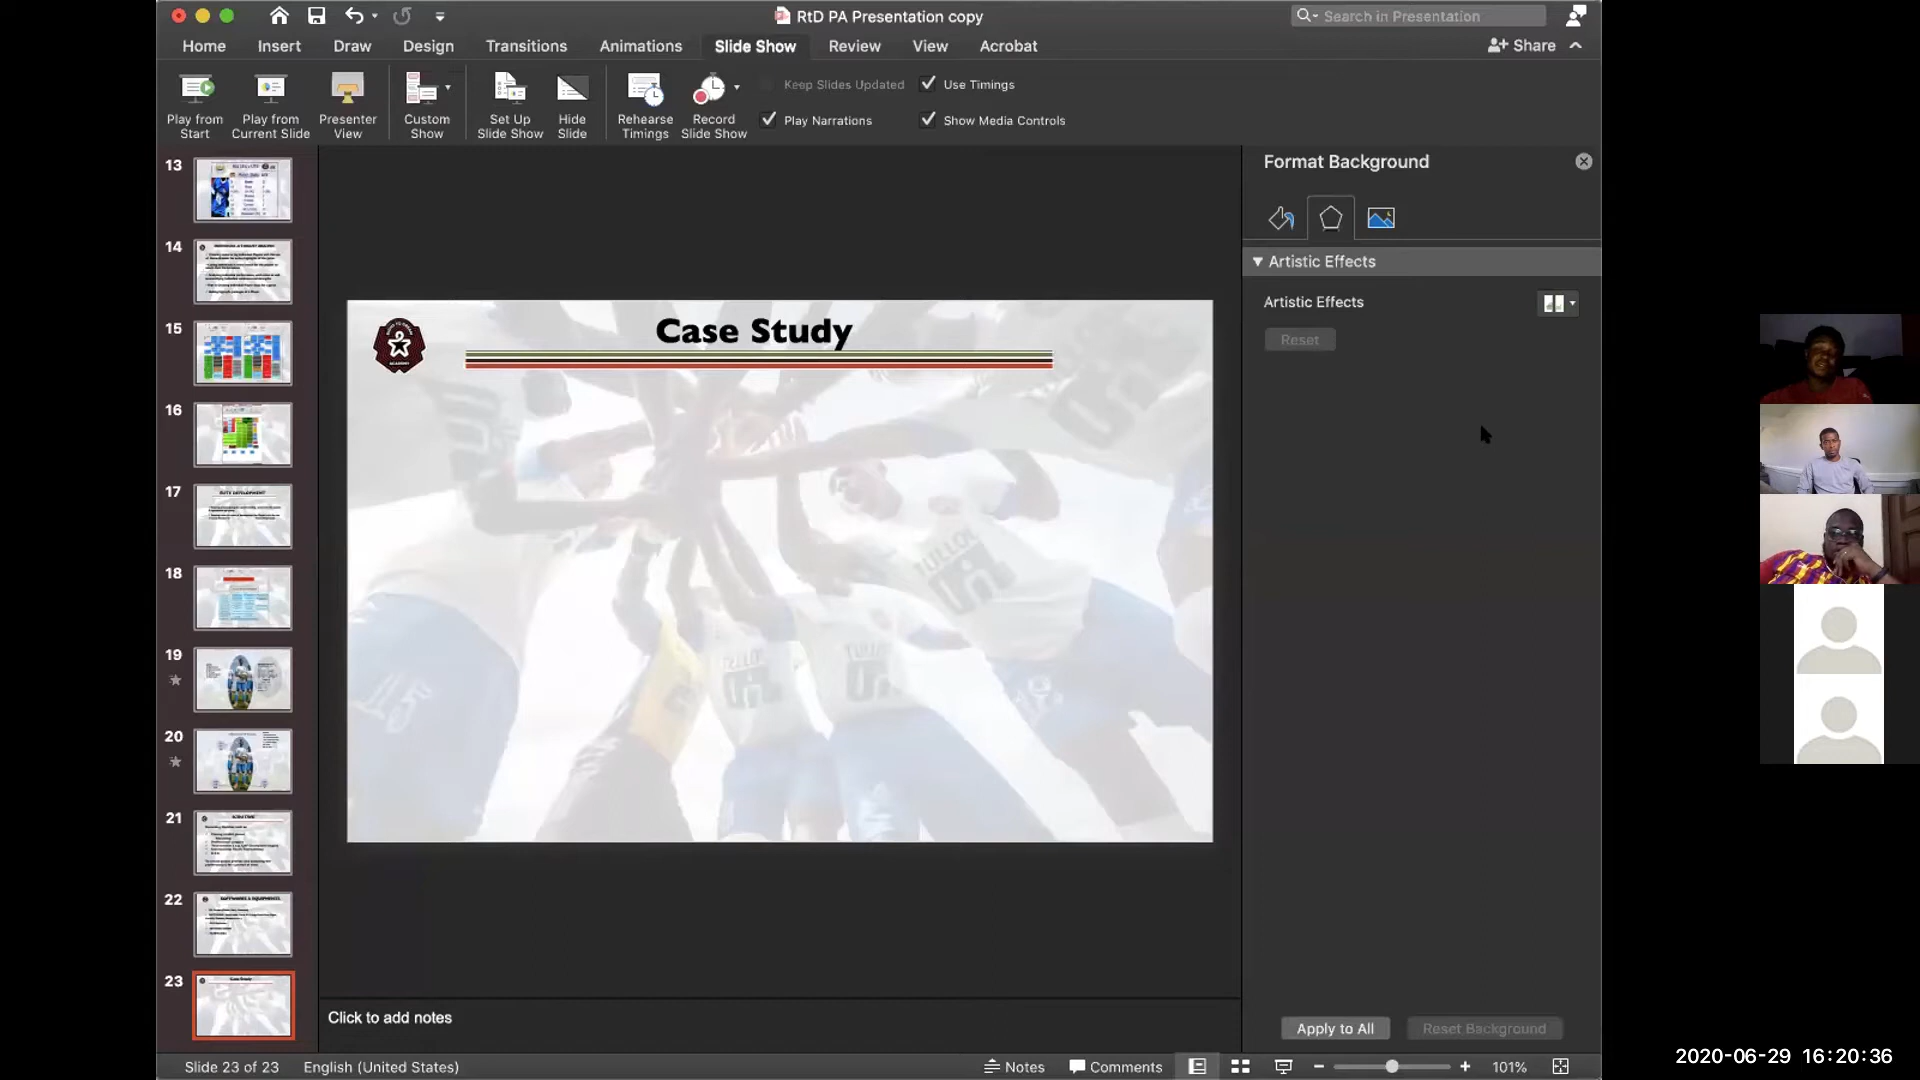 RtD PA Presentation copy
Search in Presentation
Home Insert Draw Design Transitions Animations Slide Show Review View Acrobat
Share
Play from Start
Play from Current Slide
Presenter View
Custom Show
Set Up Slide Show
Hide Slide
Rehearse Timings
Record Slide Show
Keep Slides Updated
Use Timings
Play Narrations
Show Media Controls
13
14
15
16
17
18
19
20
21
22
23
Case Study
Format Background
Artistic Effects
Artistic Effects
Reset
Click to add notes
Apply to All
Reset Background
Slide 23 of 23
English (United States)
Notes
Comments
101%
2020-06-29 16:20:36